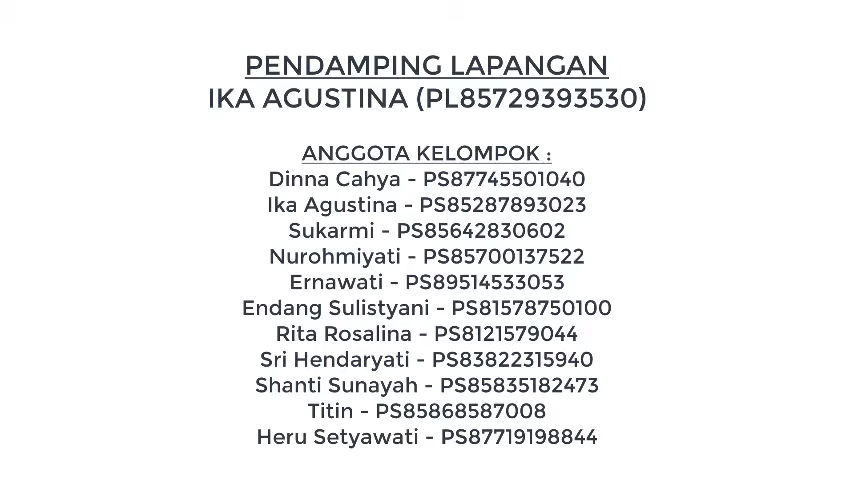 PENDAMPING LAPANGAN
IKA AGUSTINA (PL85729393530)
ANGGOTA KELOMPOK :
Dinna Cahya - PS87745501040
Ika Agustina - PS85287893023
Sukarmi - PS85642830602
Nurohmiyati - PS85700137522
Ernawati - PS89514533053
Endang Sulistyani - PS81578750100
Rita Rosalina - PS8121579044
Sri Hendaryati - PS83822315940
Shanti Sunayah - PS85835182473
Titin - PS85868587008
Heru Setyawati - PS87719198844